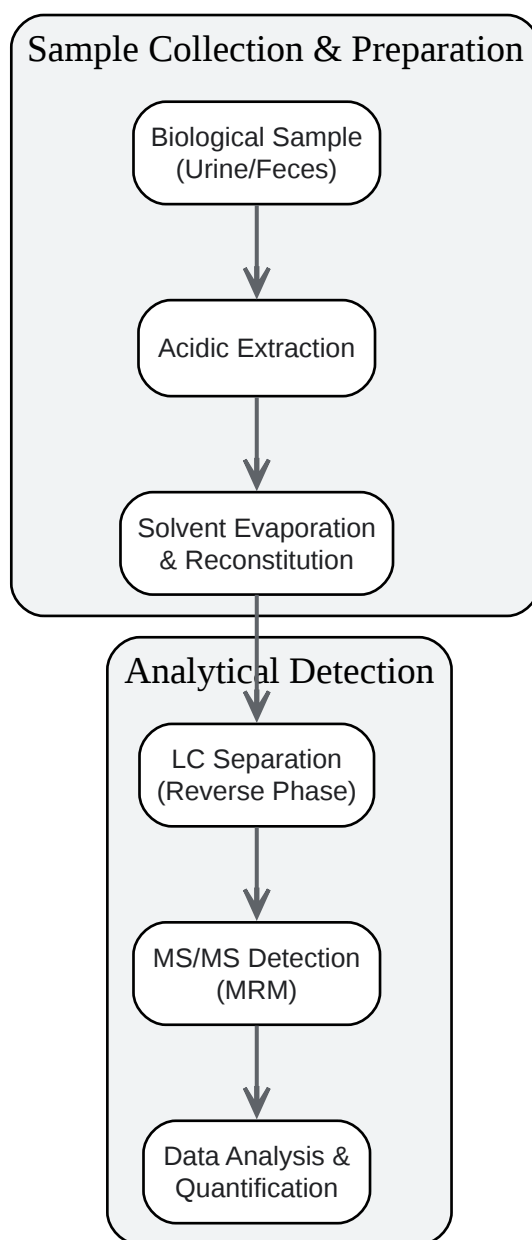 Sample Collection & Preparation
Biological Sample
(Urine/Feces)
Acidic Extraction
Solvent Evaporation
& Reconstitution
Analytical Detection
LC Separation
(Reverse Phase)
MS/MS Detection
(MRM)
Data Analysis &
Quantification